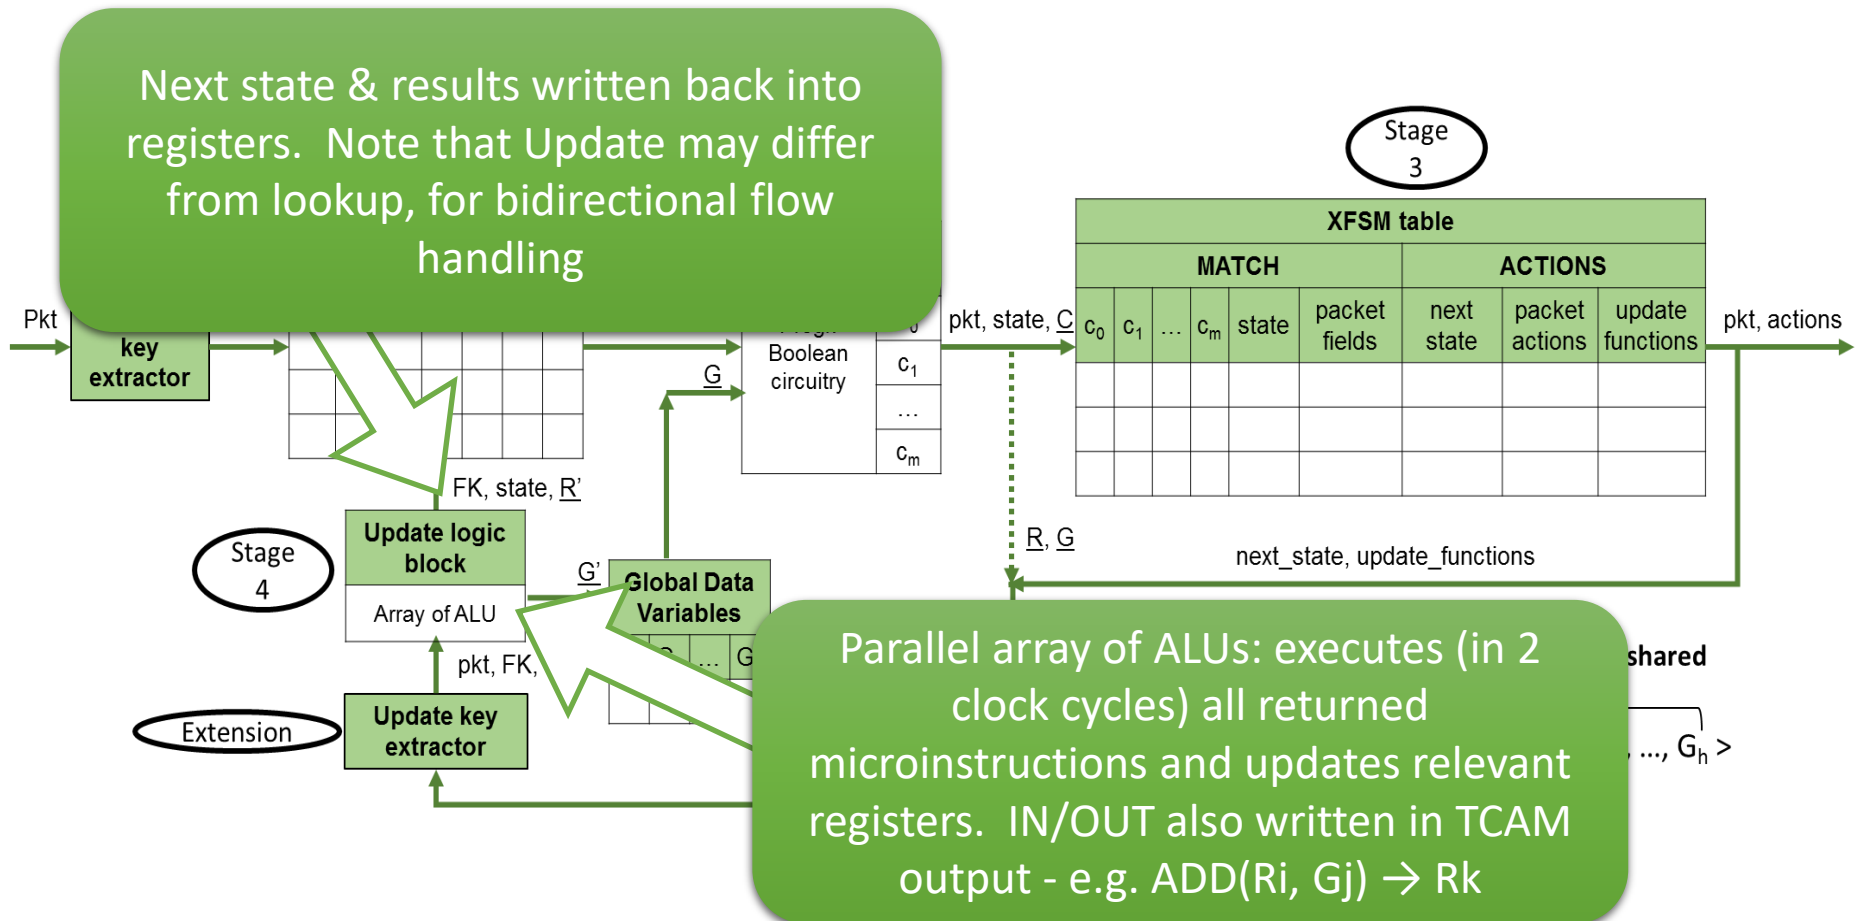 Next state & results written back into
registers. Note that Update may differ
from lookup, for bidirectional flow
handling
Stage
3
XFSM table
MATCH ACTIONS
c0 c1 … cm state packet fields next state packet actions update functions
Pkt
key
extractor
Boolean
circuitry
c1
…
cm
pkt, state, C
pkt, actions
G
FK, state, R'
Stage
4
Update logic
block
Array of ALU
G'
Global Data
Variables
… G
R, G
next_state, update_functions
pkt, FK,
Extension
Update key
extractor
shared
, …, Gh >
Parallel array of ALUs: executes (in 2
clock cycles) all returned
microinstructions and updates relevant
registers. IN/OUT also written in TCAM
output - e.g. ADD(Ri, Gj) → Rk